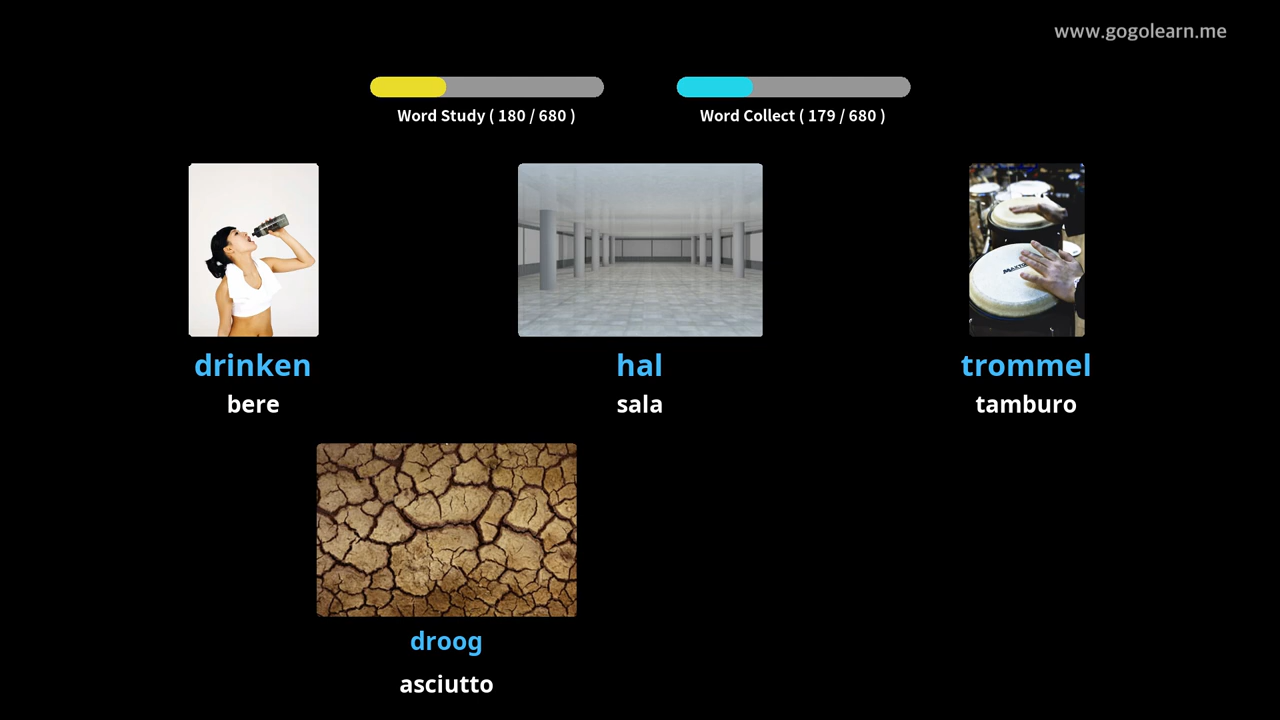 www.gogolearn.me
Word Study ( 180 / 680 )
Word Collect ( 179 / 680 )
drinken
bere
hal
sala
trommel
tamburo
droog
asciutto